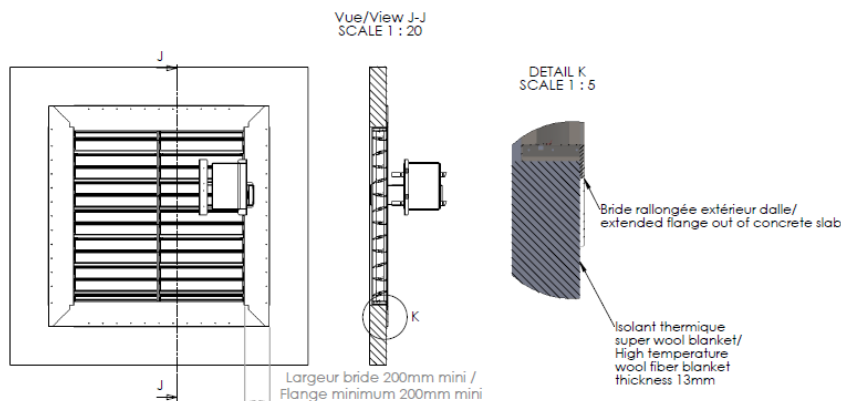 Vue/View J-J
SCALE 1 : 20
J
DETAIL K
SCALE 1 : 5
Bride rallongée extérieur dalle/
extended flange out of concrete slab
K
Isolant thermique
super wool blanket/
High temperature
wool fiber blanket
thickness 13mm
Largeur bride 200mm mini /
Flange minimum 200mm mini
J